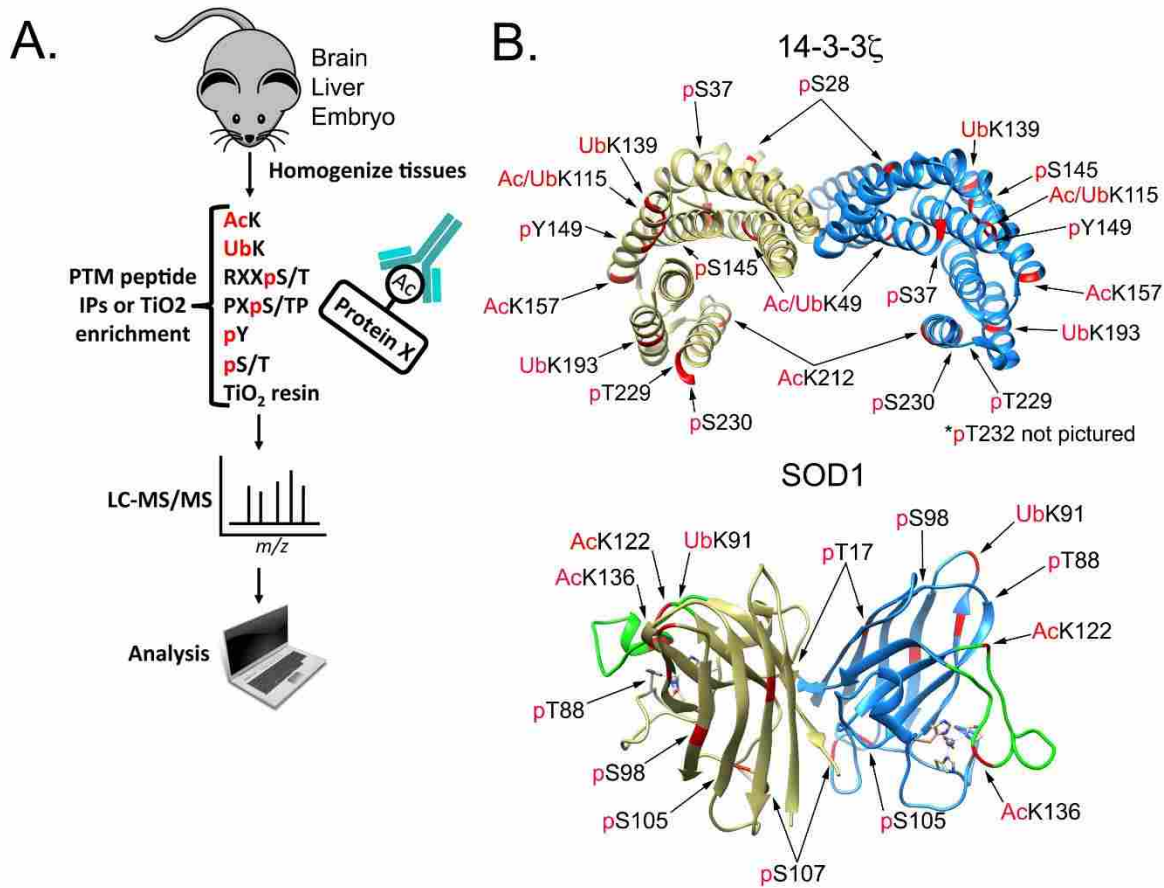 A.
Brain
Liver
Embryo
Homogenize tissues
PTM peptide
IPs or TiO2
enrichment
AcK
UbK
RXXpS/T
PXpS/TP
pY
pS/T
TiO₂ resin
Ac
Protein X
LC-MS/MS
m/z
Analysis
B.
14-3-3ζ
pS37
pS28
UbK139
UbK139
Ac/UbK115
pS145
Ac/UbK115
pY149
pY149
pS145
AcK157
Ac/UbK49
pS37
AcK157
UbK193
UbK193
AcK212
pT229
pS230
pS230
pT229
*pT232 not pictured
SOD1
pS98
UbK91
AcK122
UbK91
pT17
pT88
AcK136
AcK122
pT88
pS98
pS105
pS105
AcK136
pS107